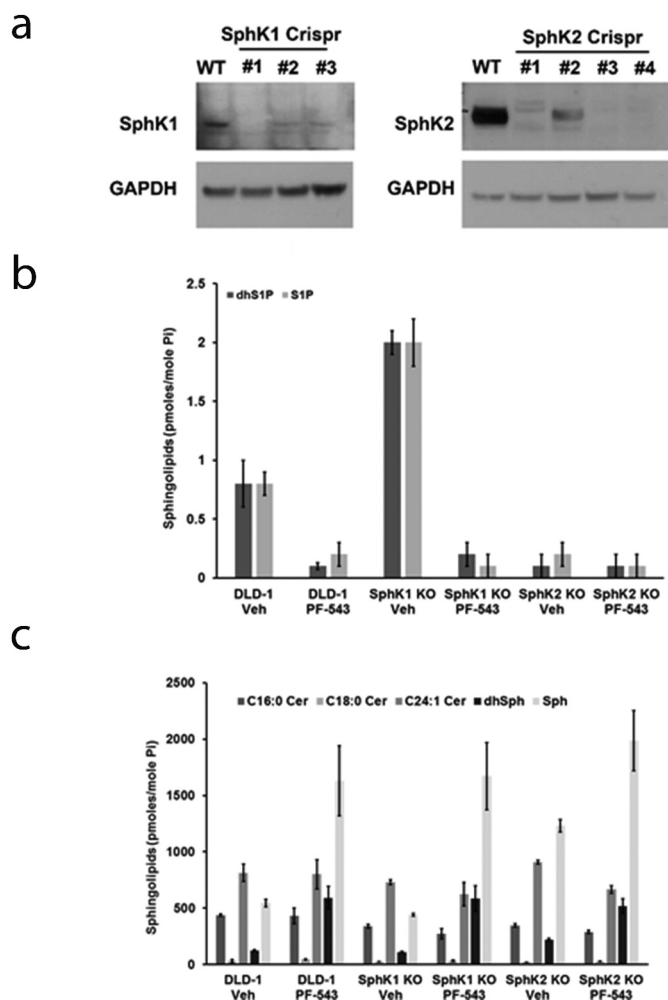 a
SphK1 Crispr
WT #1 #2 #3
SphK1
GAPDH
SphK2 Crispr
WT #1 #2 #3 #4
SphK2
GAPDH
b
Sphingolipids (pmoles/mole Pi)
2.5
2
1.5
1
0.5
0
dhS1P S1P
DLD-1 Veh
DLD-1 PF-543
SphK1 KO Veh
SphK1 KO PF-543
SphK2 KO Veh
SphK2 KO PF-543
c
Sphingolipids (pmoles/mole Pi)
2500
2000
1500
1000
500
0
C16:0 Cer C18:0 Cer C24:1 Cer dhSph Sph
DLD-1 Veh
DLD-1 PF-543
SphK1 KO Veh
SphK1 KO PF-543
SphK2 KO Veh
SphK2 KO PF-543